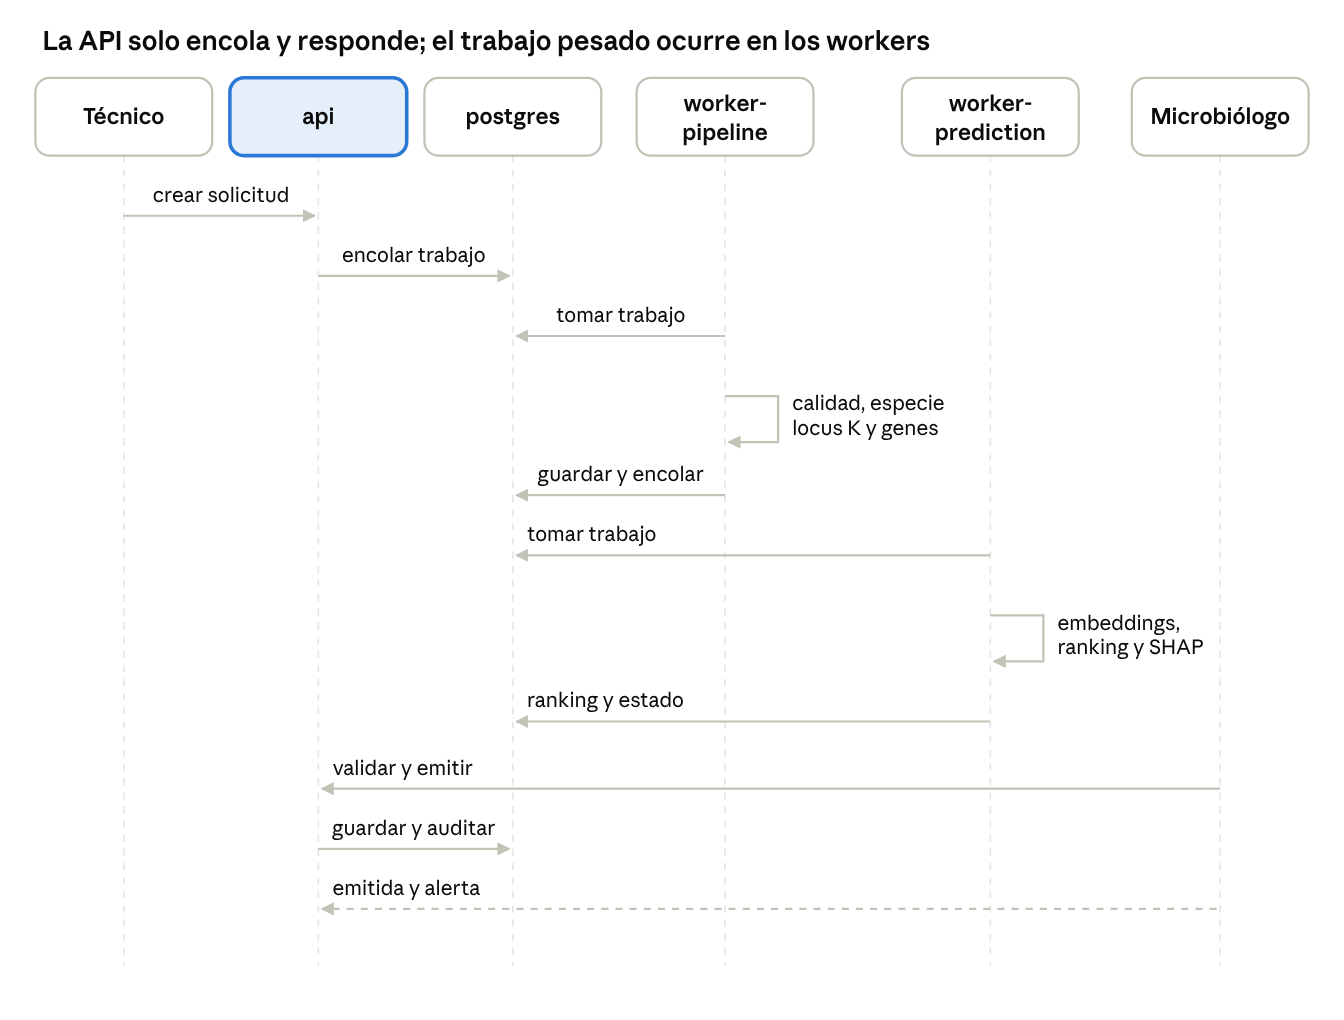 La API solo encola y responde; el trabajo pesado ocurre en los workers
Técnico
api
postgres
worker-
pipeline
worker-
prediction
Microbiólogo
crear solicitud
encolar trabajo
tomar trabajo
calidad, especie
locus K y genes
guardar y encolar
tomar trabajo
embeddings,
ranking y SHAP
ranking y estado
validar y emitir
guardar y auditar
emitida y alerta